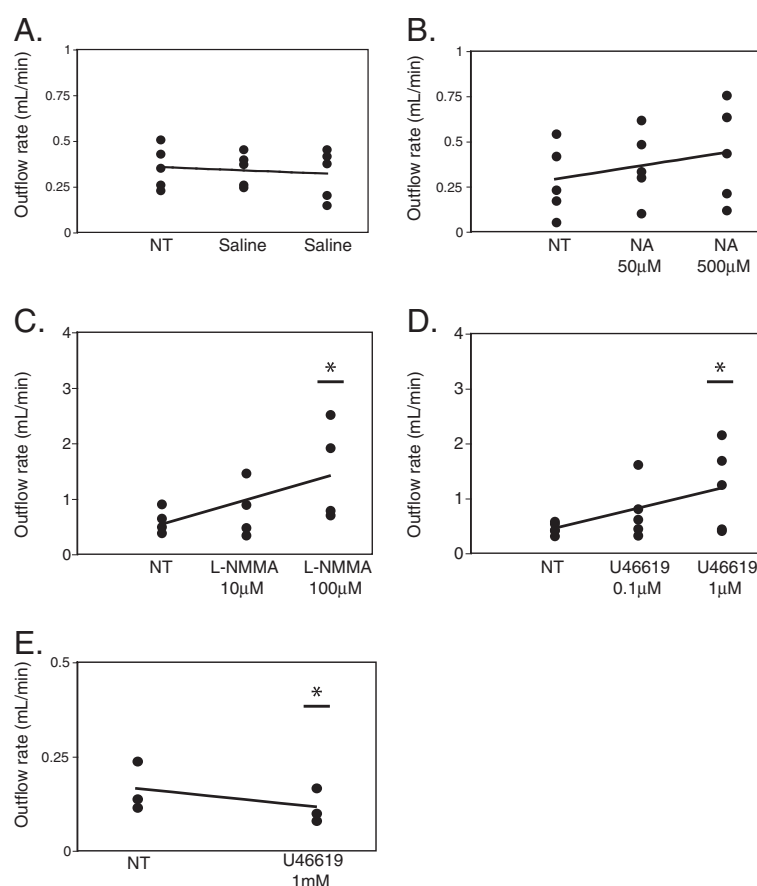 A.
Outflow rate (mL/min)
1
0.75
0.5
0.25
0
NT Saline Saline
B.
Outflow rate (mL/min)
1
0.75
0.5
0.25
0
NT NA NA
50µM 500µM
C.
Outflow rate (mL/min)
4
3
2
1
0
*
NT L-NMMA L-NMMA
10µM 100µM
D.
Outflow rate (mL/min)
4
3
2
1
0
*
NT U46619 U46619
0.1µM 1µM
E.
Outflow rate (mL/min)
0.5
0.25
0
*
NT U46619
1mM